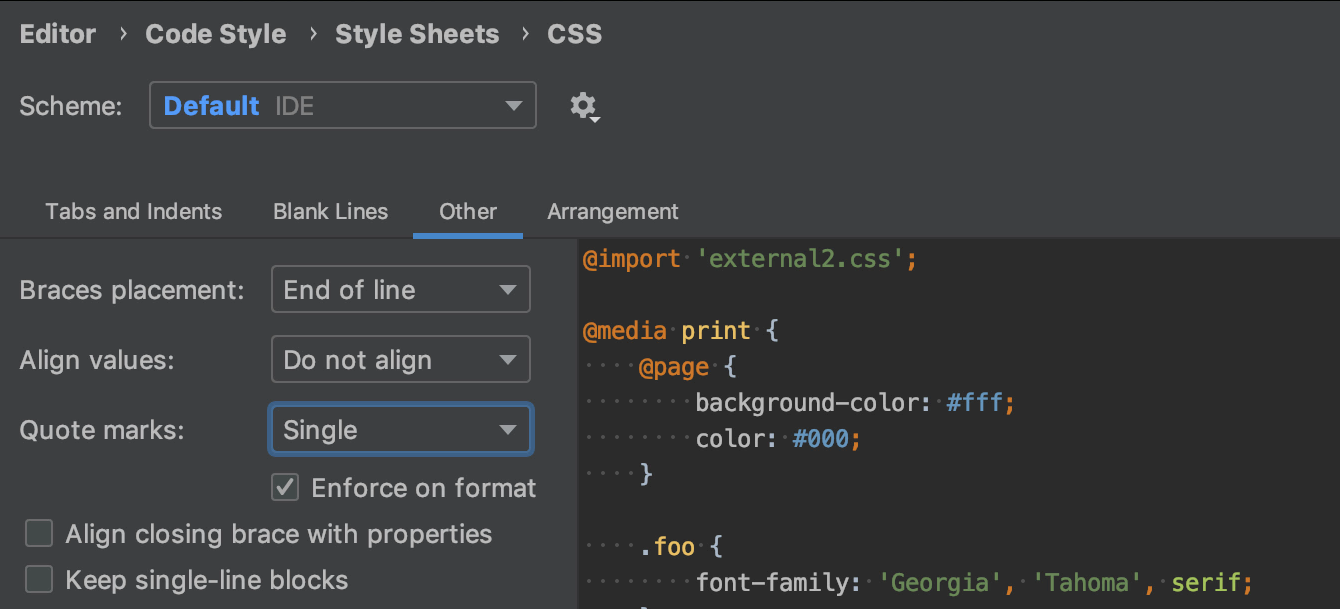 Editor › Code Style › Style Sheets › CSS
Scheme: Default IDE
Tabs and Indents Blank Lines Other Arrangement
Braces placement: End of line
Align values: Do not align
Quote marks: Single
Enforce on format
Align closing brace with properties
Keep single-line blocks
@import 'external2.css';
@media print {
    @page {
        background-color: #fff;
        color: #000;
    }
    .foo {
        font-family: 'Georgia', 'Tahoma', serif;